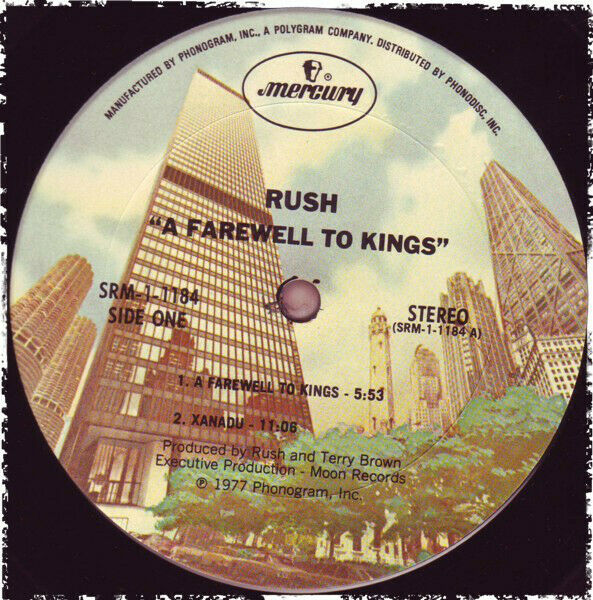 MANUFACTURED BY PHONOGRAM, INC., A POLYGRAM COMPANY. DISTRIBUTED BY PHONODISC, INC.
mercury ®
RUSH
"A FAREWELL TO KINGS"
SRM-1-1184
SIDE ONE
STEREO
(SRM-1-1184 A)
1. A FAREWELL TO KINGS - 5:53
2. XANADU - 11:06
Produced by Rush and Terry Brown
Executive Production - Moon Records
℗ 1977 Phonogram, Inc.